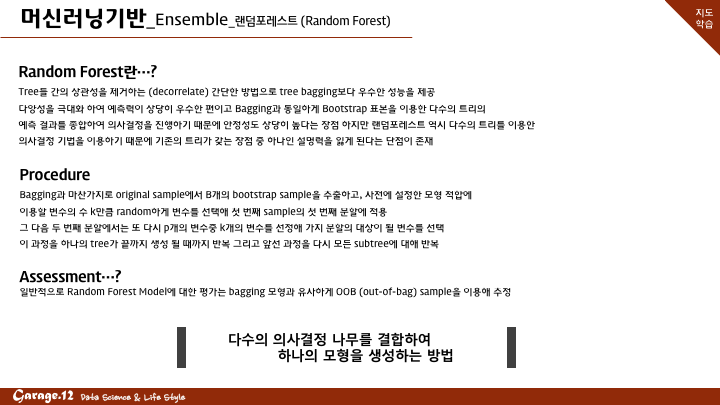 머신러닝기반_Ensemble_랜덤포레스트 (Random Forest)
지도
학습
Random Forest란…?
Tree들 간의 상관성을 제거하는 (decorrelate) 간단한 방법으로 tree bagging보다 우수한 성능을 제공
다양성을 극대화 하여 예측력이 상당히 우수한 편이고 Bagging과 동일하게 Bootstrap 표본을 이용한 다수의 트리의
예측 결과를 종합하여 의사결정을 진행하기 때문에 안정성도 상당히 높다는 장점 하지만 랜덤포레스트 역시 다수의 트리를 이용한
의사결정 기법을 이용하기 때문에 기존의 트리가 갖는 장점 중 하나인 설명력을 잃게 된다는 단점이 존재
Procedure
Bagging과 마산가지로 original sample에서 B개의 bootstrap sample을 추출하고, 사전에 설정한 모형 적압에
이용할 변수의 수 k만큼 random하게 변수를 선택해 첫 번째 sample의 첫 번째 분할에 적용
그 다음 두 번째 분할에서는 또 다시 p개의 변수중 k개의 변수를 선정해 가지 분할의 대상이 될 변수를 선택
이 과정을 하나의 tree가 끝까지 생성 될 때까지 반복 그리고 앞선 과정을 다시 모든 subtree에 대해 반복
Assessment…?
일반적으로 Random Forest Model에 대한 평가는 bagging 모형과 유사하게 OOB (out-of-bag) sample을 이용해 수정
다수의 의사결정 나무를 결합하여
하나의 모형을 생성하는 방법
Garage.12 Data Science & Life Style